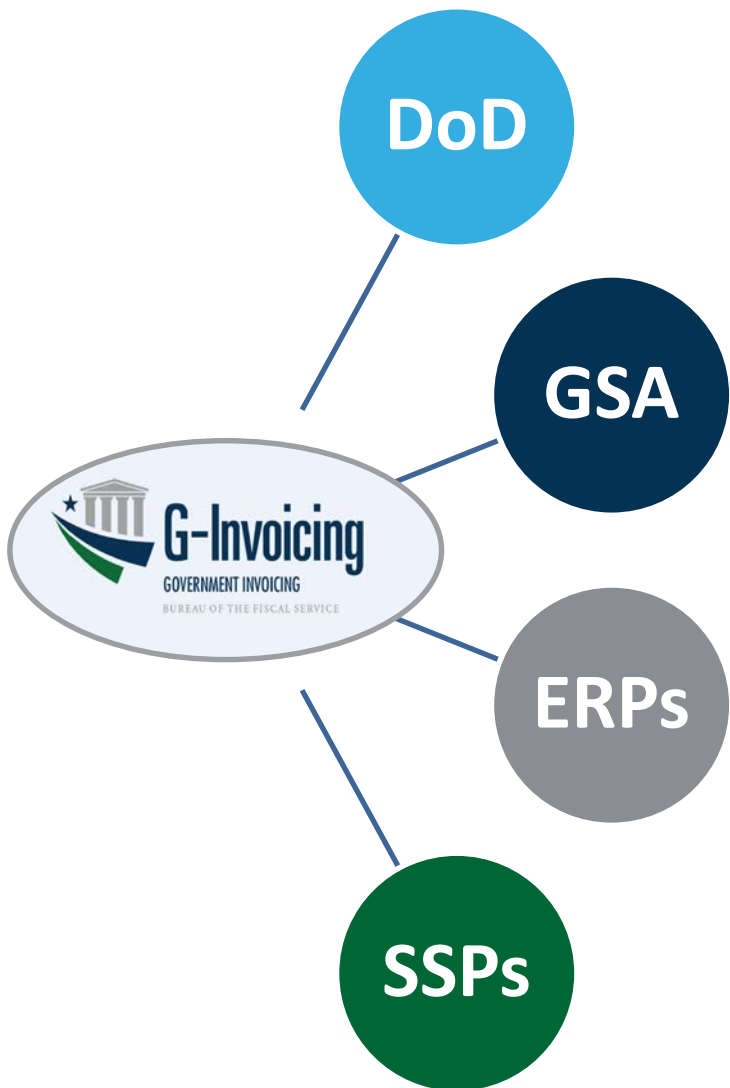 DoD
GSA
G-Invoicing
GOVERNMENT INVOICING
BUREAU OF THE FISCAL SERVICE
ERPs
SSPs